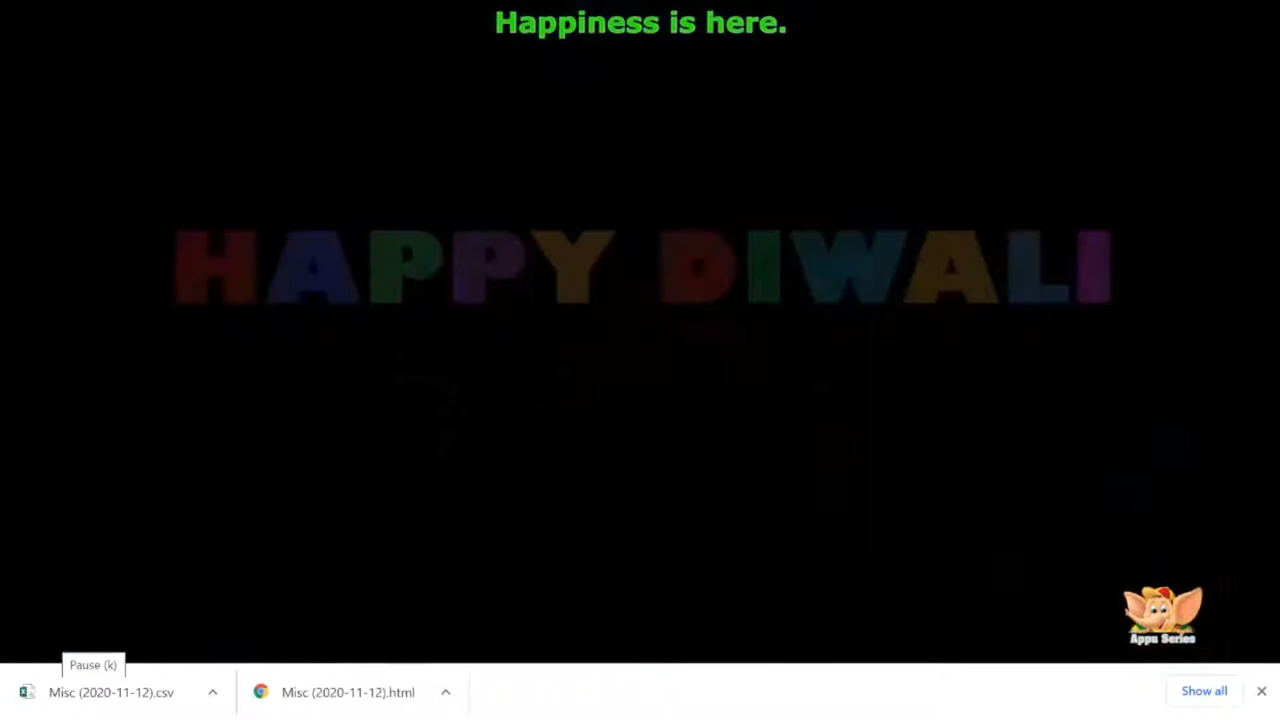 Happiness is here.
HAPPY DIWALI
Appu Series
Pause (k)
Misc (2020-11-12).csv
Misc (2020-11-12).html
Show all